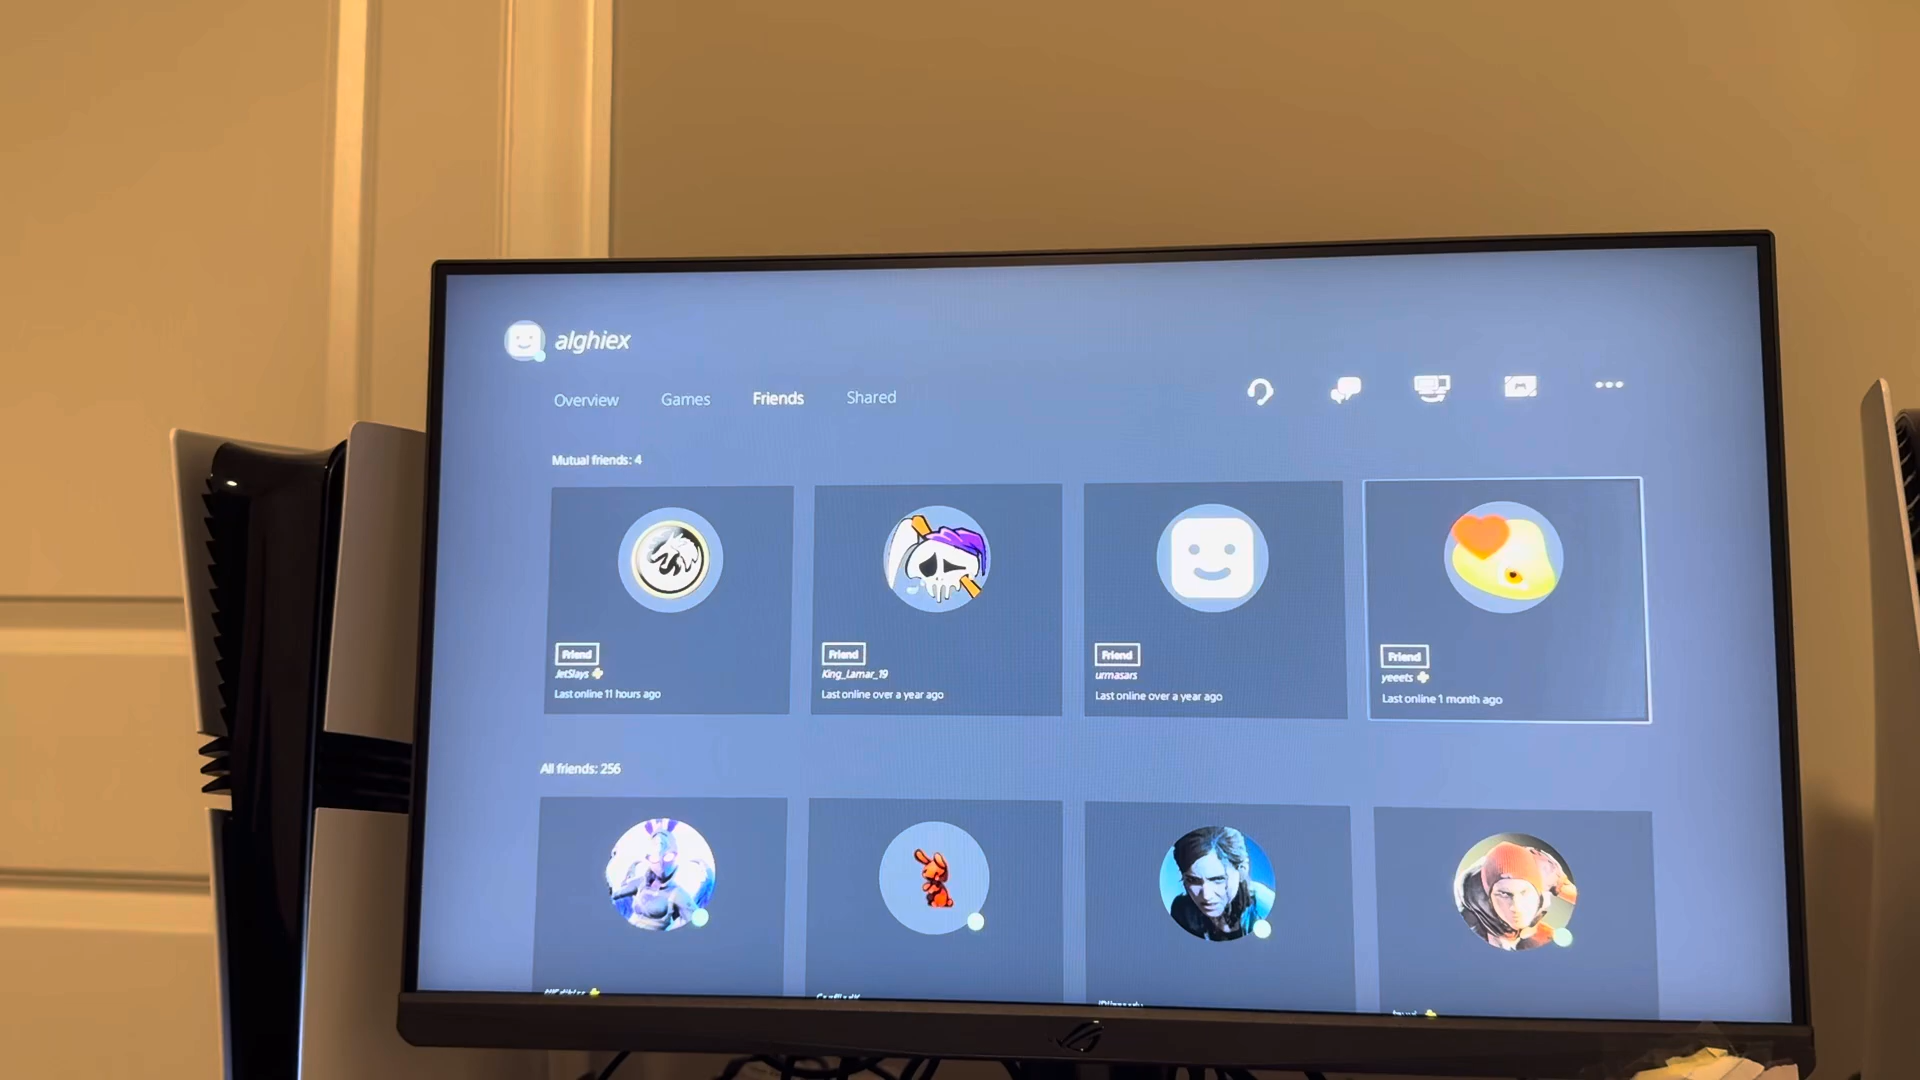 alghiex
Overview Games Friends Shared
Mutual friends: 4
Friend
JetSlays
Last online 11 hours ago
Friend
King_Lamar_19
Last online over a year ago
Friend
urmasars
Last online over a year ago
Friend
yeeets
Last online 1 month ago
All friends: 256